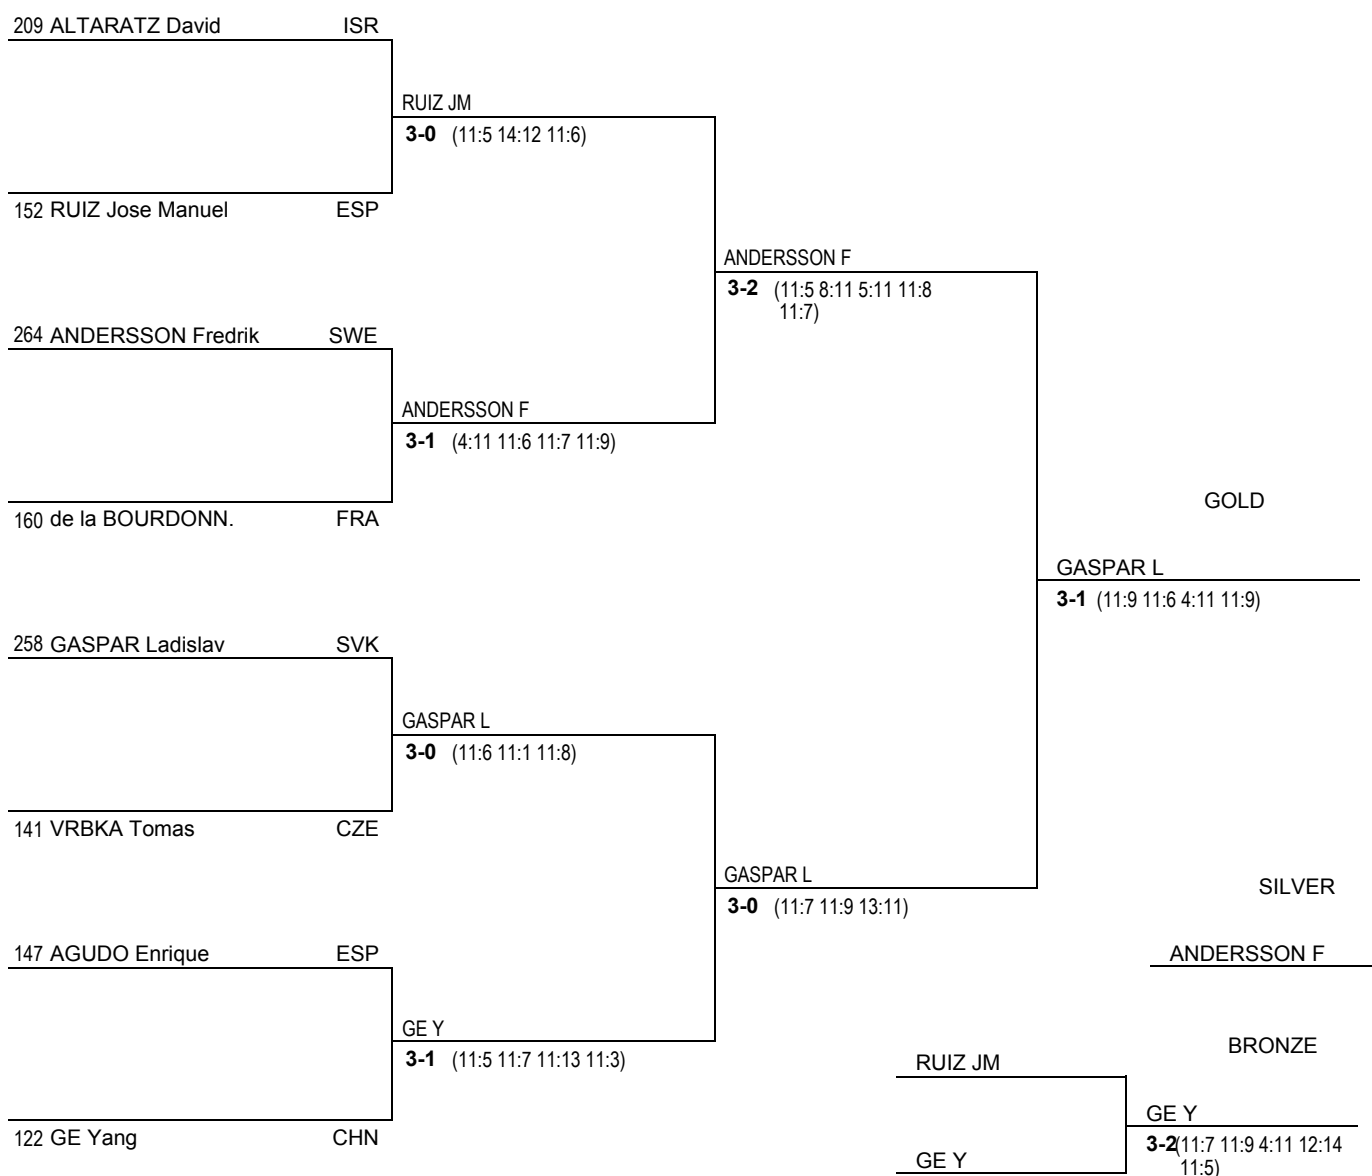 209 ALTARATZ David ISR
RUIZ JM
3-0 (11:5 14:12 11:6)
152 RUIZ Jose Manuel ESP
ANDERSSON F
3-2 (11:5 8:11 5:11 11:8
11:7)
264 ANDERSSON Fredrik SWE
ANDERSSON F
3-1 (4:11 11:6 11:7 11:9)
160 de la BOURDONN. FRA
GOLD
GASPAR L
3-1 (11:9 11:6 4:11 11:9)
258 GASPAR Ladislav SVK
GASPAR L
3-0 (11:6 11:1 11:8)
141 VRBKA Tomas CZE
GASPAR L
3-0 (11:7 11:9 13:11)
SILVER
ANDERSSON F
147 AGUDO Enrique ESP
GE Y
3-1 (11:5 11:7 11:13 11:3)
122 GE Yang CHN
BRONZE
RUIZ JM
GE Y
3-2(11:7 11:9 4:11 12:14
11:5)
GE Y